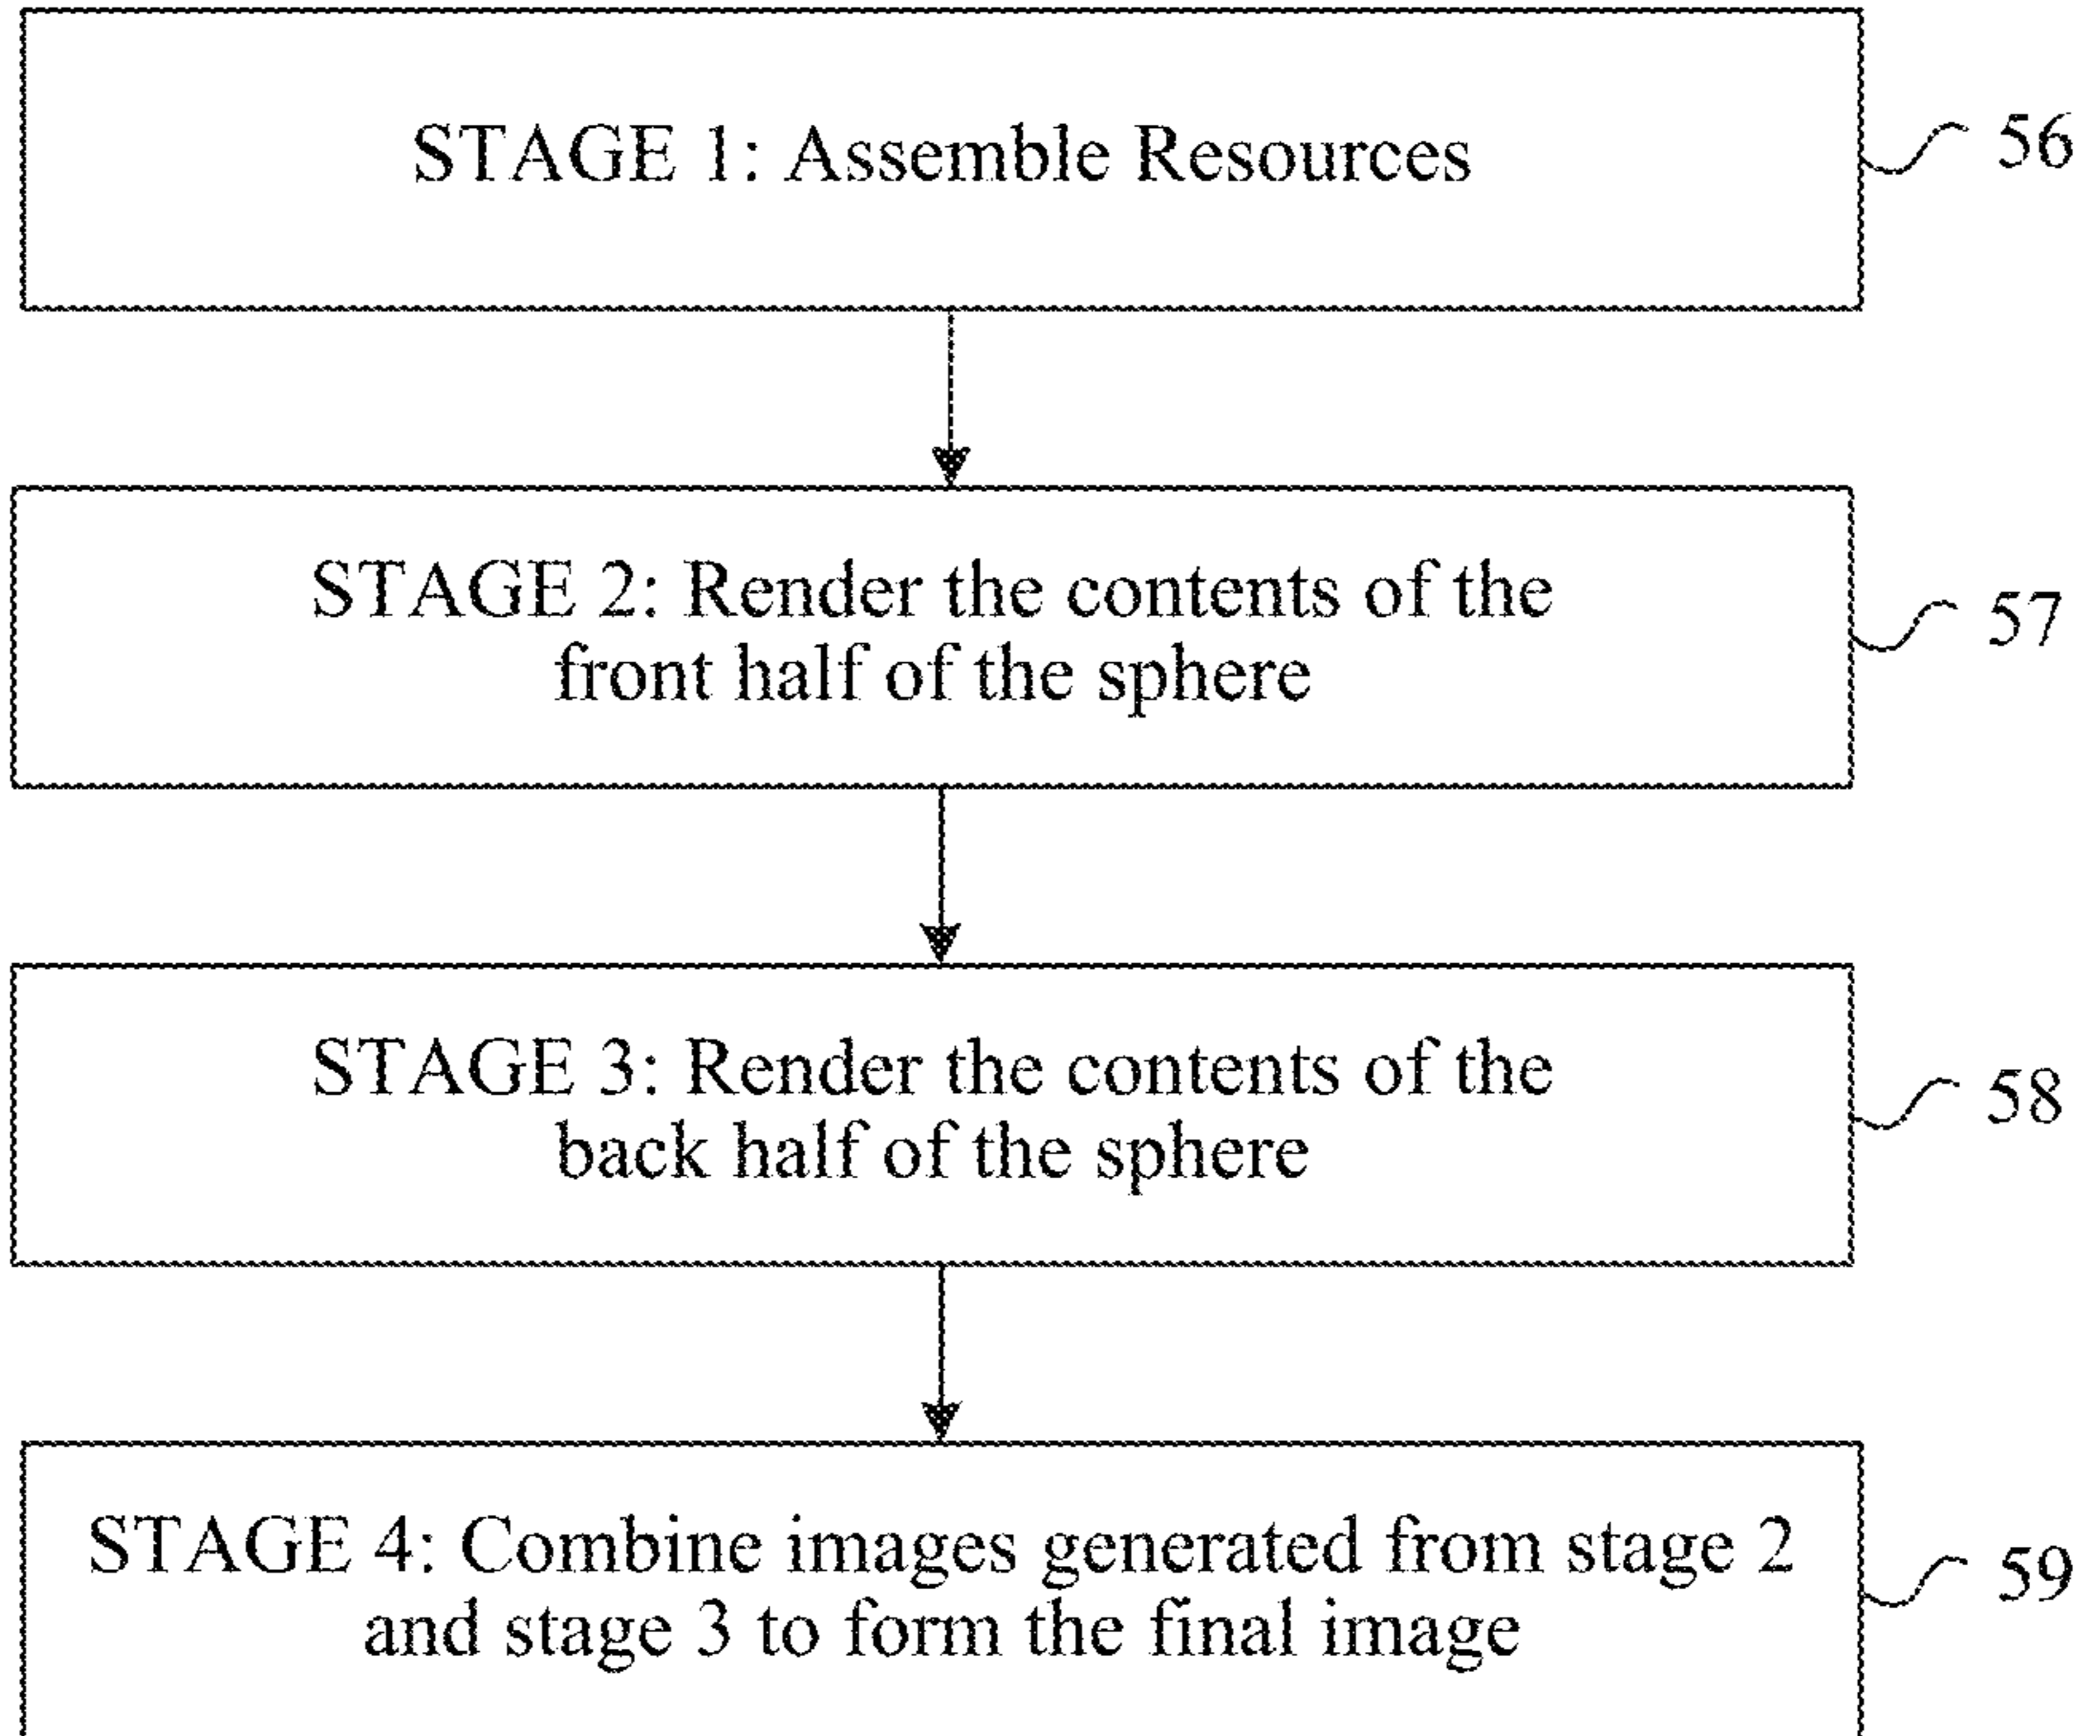 STAGE 1: Assemble Resources
56
STAGE 2: Render the contents of the
front half of the sphere
57
STAGE 3: Render the contents of the
back half of the sphere
58
STAGE 4: Combine images generated from stage 2
and stage 3 to form the final image
59